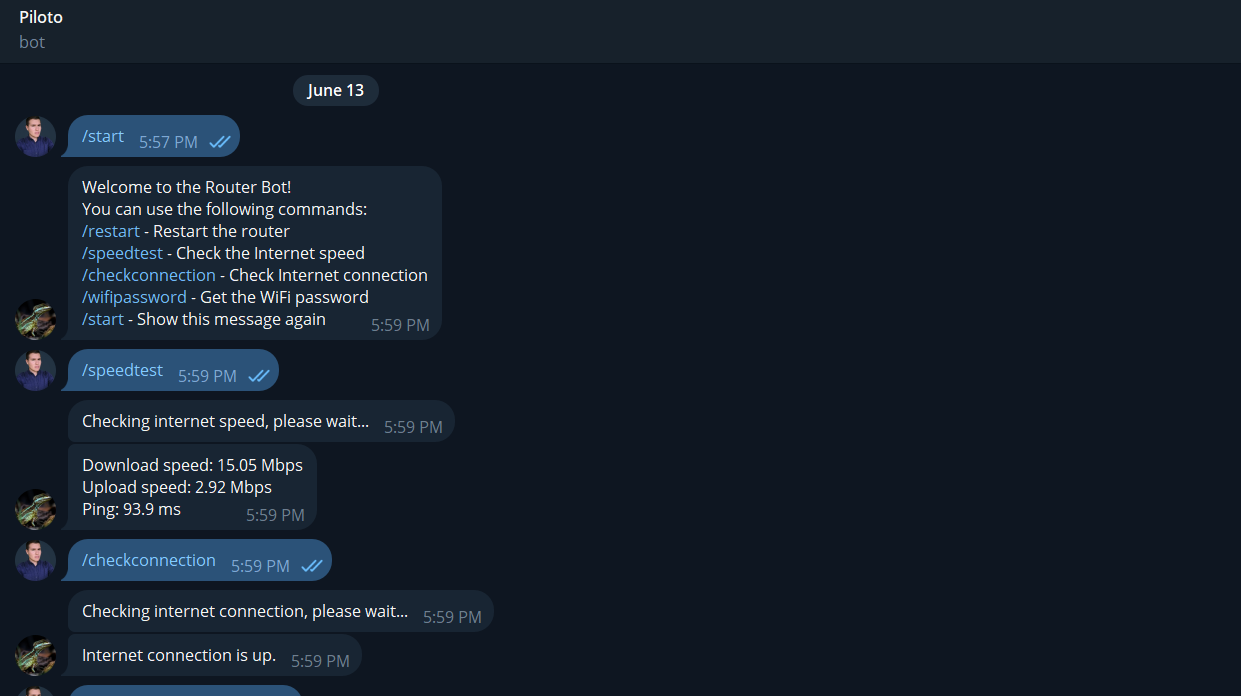 Piloto
bot
June 13
/start 5:57 PM
Welcome to the Router Bot!
You can use the following commands:
/restart - Restart the router
/speedtest - Check the Internet speed
/checkconnection - Check Internet connection
/wifipassword - Get the WiFi password
/start - Show this message again 5:59 PM
/speedtest 5:59 PM
Checking internet speed, please wait... 5:59 PM
Download speed: 15.05 Mbps
Upload speed: 2.92 Mbps
Ping: 93.9 ms 5:59 PM
/checkconnection 5:59 PM
Checking internet connection, please wait... 5:59 PM
Internet connection is up. 5:59 PM